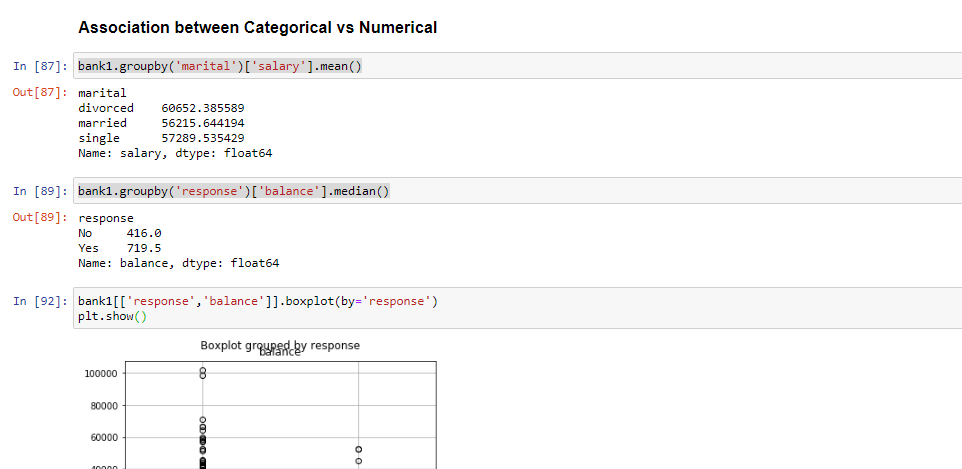 Association between Categorical vs Numerical
In [87]: bank1.groupby('marital')['salary'].mean()
Out[87]: marital
divorced    60652.385589
married     56215.644194
single      57289.535429
Name: salary, dtype: float64
In [89]: bank1.groupby('response')['balance'].median()
Out[89]: response
No     416.0
Yes    719.5
Name: balance, dtype: float64
In [92]: bank1[['response','balance']].boxplot(by='response')
plt.show()
Boxplot grouped by response
balance
100000
80000
60000
40000